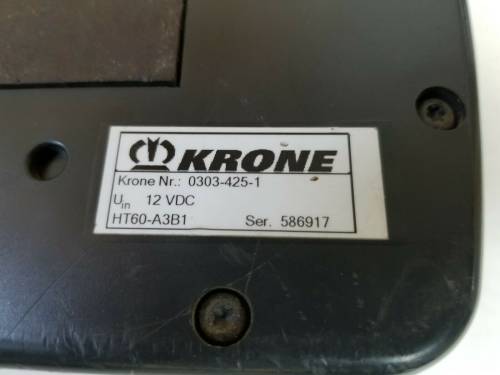 KRONE
Krone Nr.: 0303-425-1
Uin 12 VDC
HT60-A3B1 Ser. 586917